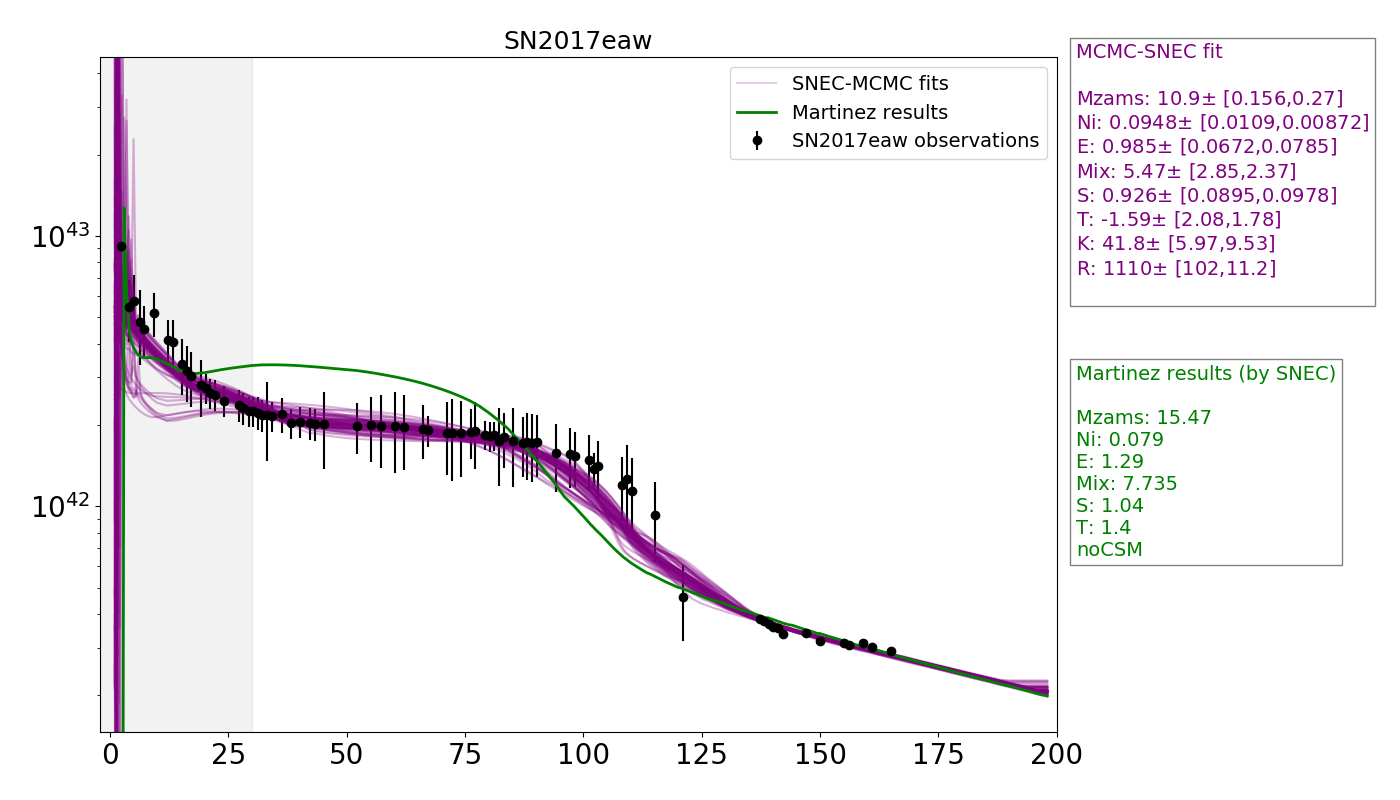 SN2017eaw
SNEC-MCMC fits
Martinez results
SN2017eaw observations
10⁴³
10⁴²
0 25 50 75 100 125 150 175 200
MCMC-SNEC fit
Mzams: 10.9± [0.156,0.27]
Ni: 0.0948± [0.0109,0.00872]
E: 0.985± [0.0672,0.0785]
Mix: 5.47± [2.85,2.37]
S: 0.926± [0.0895,0.0978]
T: -1.59± [2.08,1.78]
K: 41.8± [5.97,9.53]
R: 1110± [102,11.2]
Martinez results (by SNEC)
Mzams: 15.47
Ni: 0.079
E: 1.29
Mix: 7.735
S: 1.04
T: 1.4
noCSM